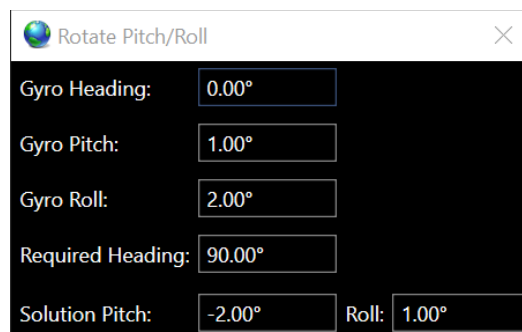 Rotate Pitch/Roll
Gyro Heading: 0.00°
Gyro Pitch: 1.00°
Gyro Roll: 2.00°
Required Heading: 90.00°
Solution Pitch: -2.00° Roll: 1.00°